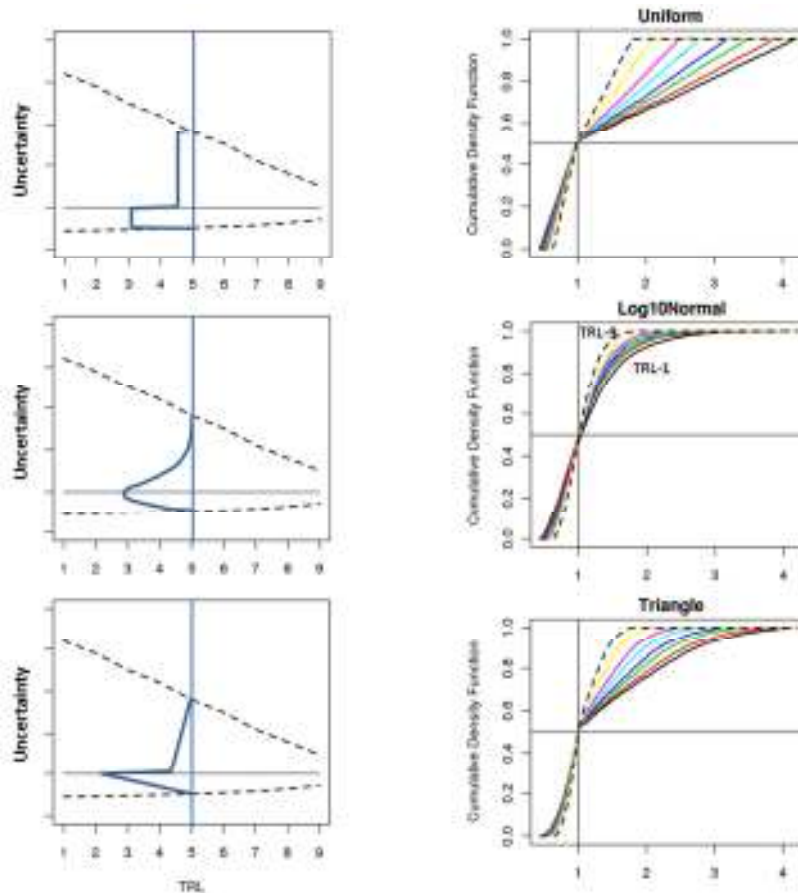 Uniform
Uncertainty
1 2 3 4 5 6 7 8 9
Cumulative Density Function
0.0 0.2 0.4 0.6 0.8 1.0
1 2 3 4
Log10Normal
Uncertainty
1 2 3 4 5 6 7 8 9
Cumulative Density Function
0.0 0.2 0.4 0.6 0.8 1.0
TRL-9
TRL-1
1 2 3 4
Triangle
Uncertainty
1 2 3 4 5 6 7 8 9
TRL
Cumulative Density Function
0.0 0.2 0.4 0.6 0.8 1.0
1 2 3 4